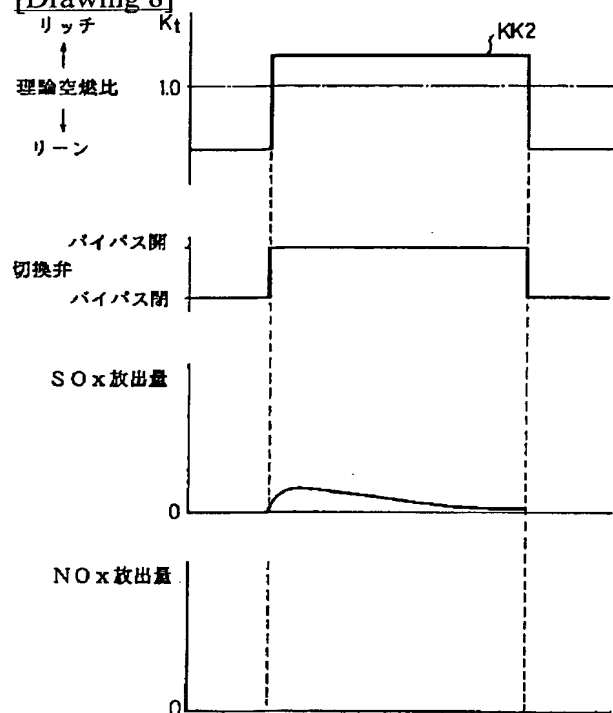 [Drawing 8]
リッチ Kt
KK2
理論空燃比 1.0
リーン
バイパス開
切換弁
バイパス閉
SOx放出量
0
NOx放出量
0